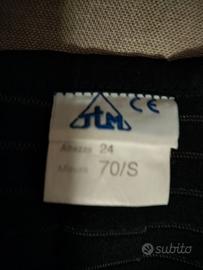 stm CE
Altezza 24
Misura 70/S
subito